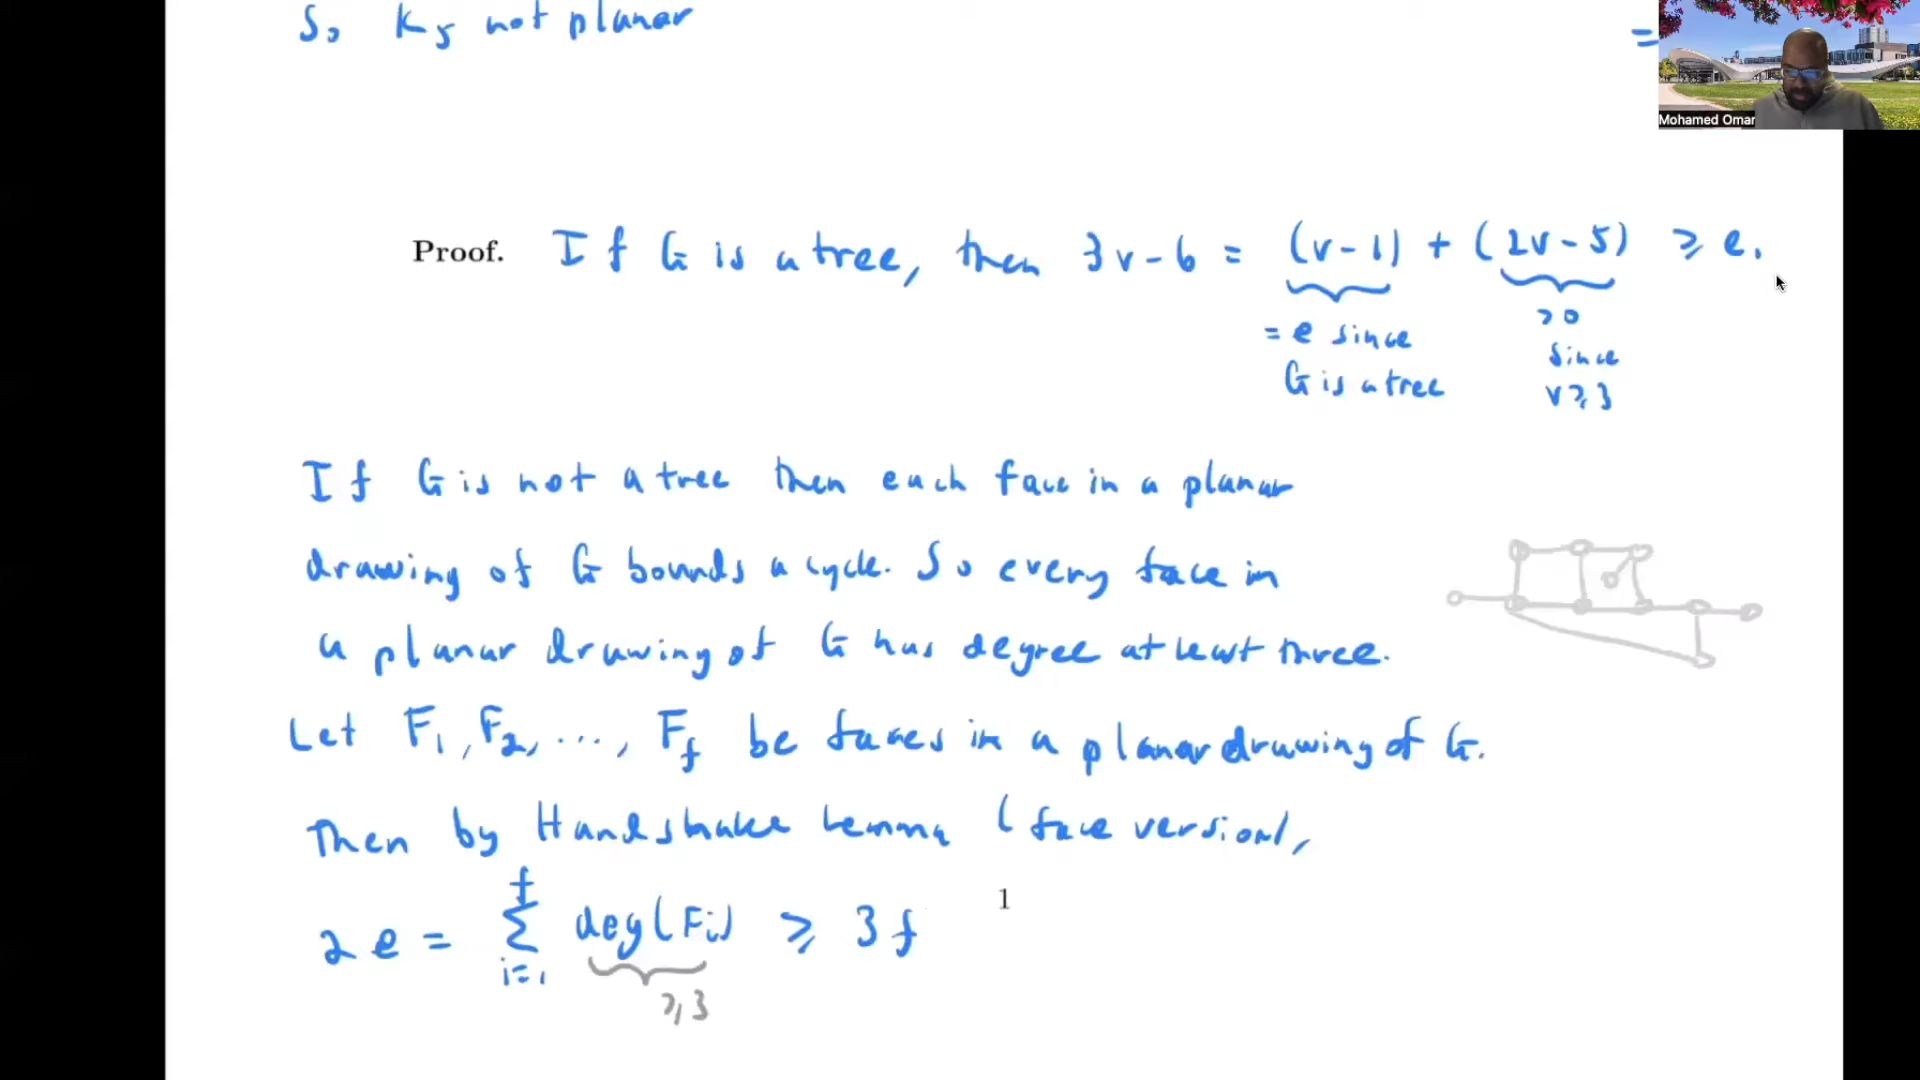 So K5 not planar
=
Mohamed Omar
Proof. If G is a tree, then 3v-6 = (v-1) + (2v-5) ≥ e.
= e since
G is a tree
>0
since
v≥3
If G is not a tree then each face in a planar
drawing of G bounds a cycle. So every face in
a planar drawing of G has degree at least three.
Let F1, F2, ..., Ff be faces in a planar drawing of G.
Then by Handshake Lemma (face version),
2e = f Σ i=1 deg(Fi) ≥ 3f
≥3
1